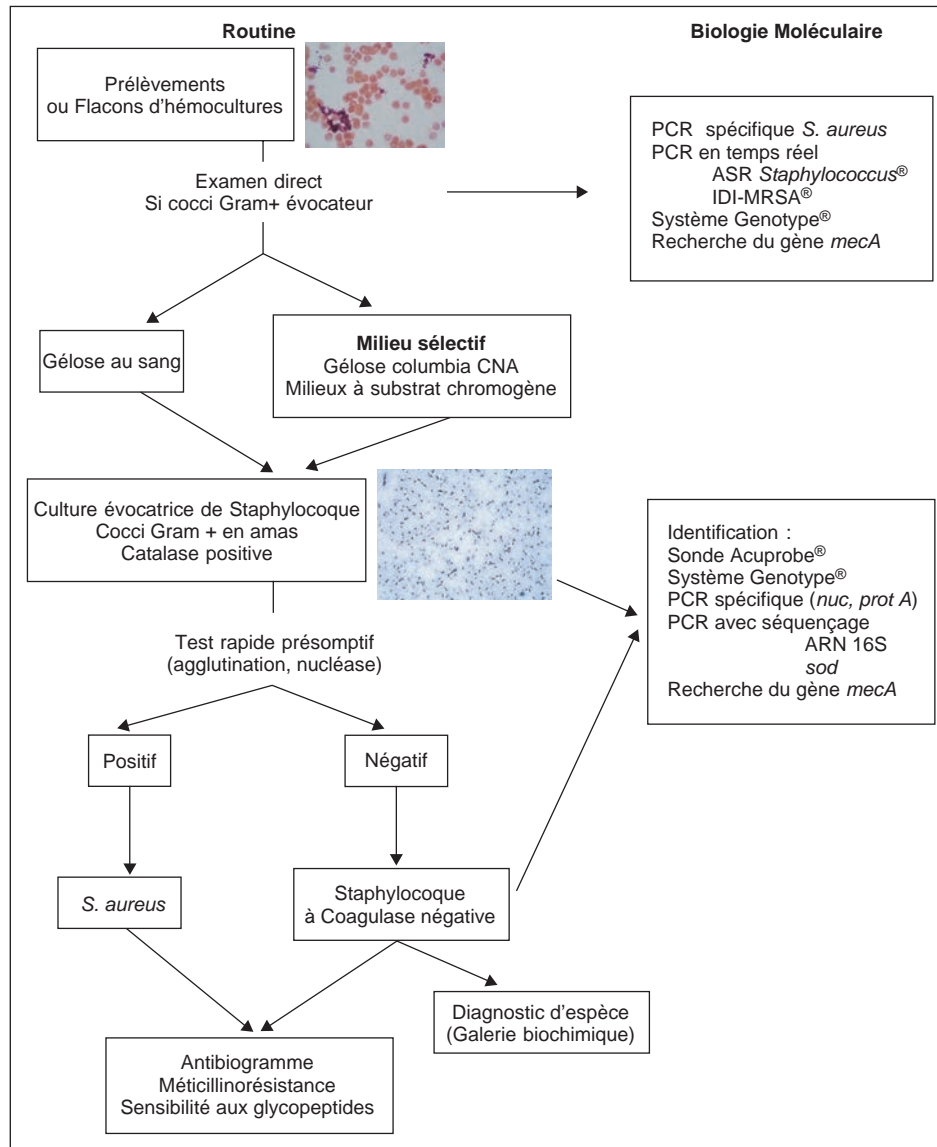 Routine
Biologie Moléculaire
Prélèvements
ou Flacons d'hémocultures
Examen direct
Si cocci Gram+ évocateur
PCR spécifique S. aureus
PCR en temps réel
ASR Staphylococcus®
IDI-MRSA®
Système Genotype®
Recherche du gène mecA
Gélose au sang
Milieu sélectif
Gélose columbia CNA
Milieux à substrat chromogène
Culture évocatrice de Staphylocoque
Cocci Gram + en amas
Catalase positive
Identification :
Sonde Acuprobe®
Système Genotype®
PCR spécifique (nuc, prot A)
PCR avec séquençage
ARN 16S
sod
Recherche du gène mecA
Test rapide présomptif
(agglutination, nucléase)
Positif
Négatif
S. aureus
Staphylocoque
à Coagulase négative
Diagnostic d'espèce
(Galerie biochimique)
Antibiogramme
Méticillinorésistance
Sensibilité aux glycopeptides